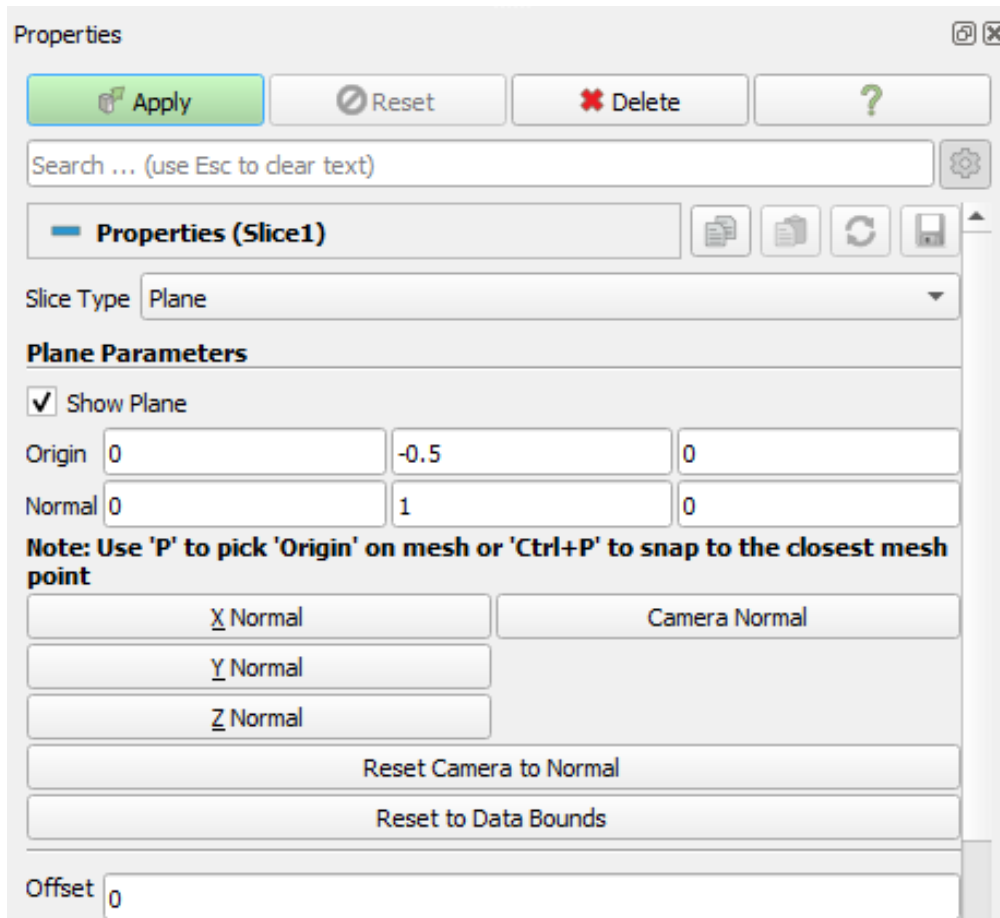 Properties
Apply Reset Delete ?
Search ... (use Esc to clear text)
Properties (Slice1)
Slice Type Plane
Plane Parameters
Show Plane
Origin 0 -0.5 0
Normal 0 1 0
Note: Use 'P' to pick 'Origin' on mesh or 'Ctrl+P' to snap to the closest mesh
point
X Normal Camera Normal
Y Normal
Z Normal
Reset Camera to Normal
Reset to Data Bounds
Offset 0